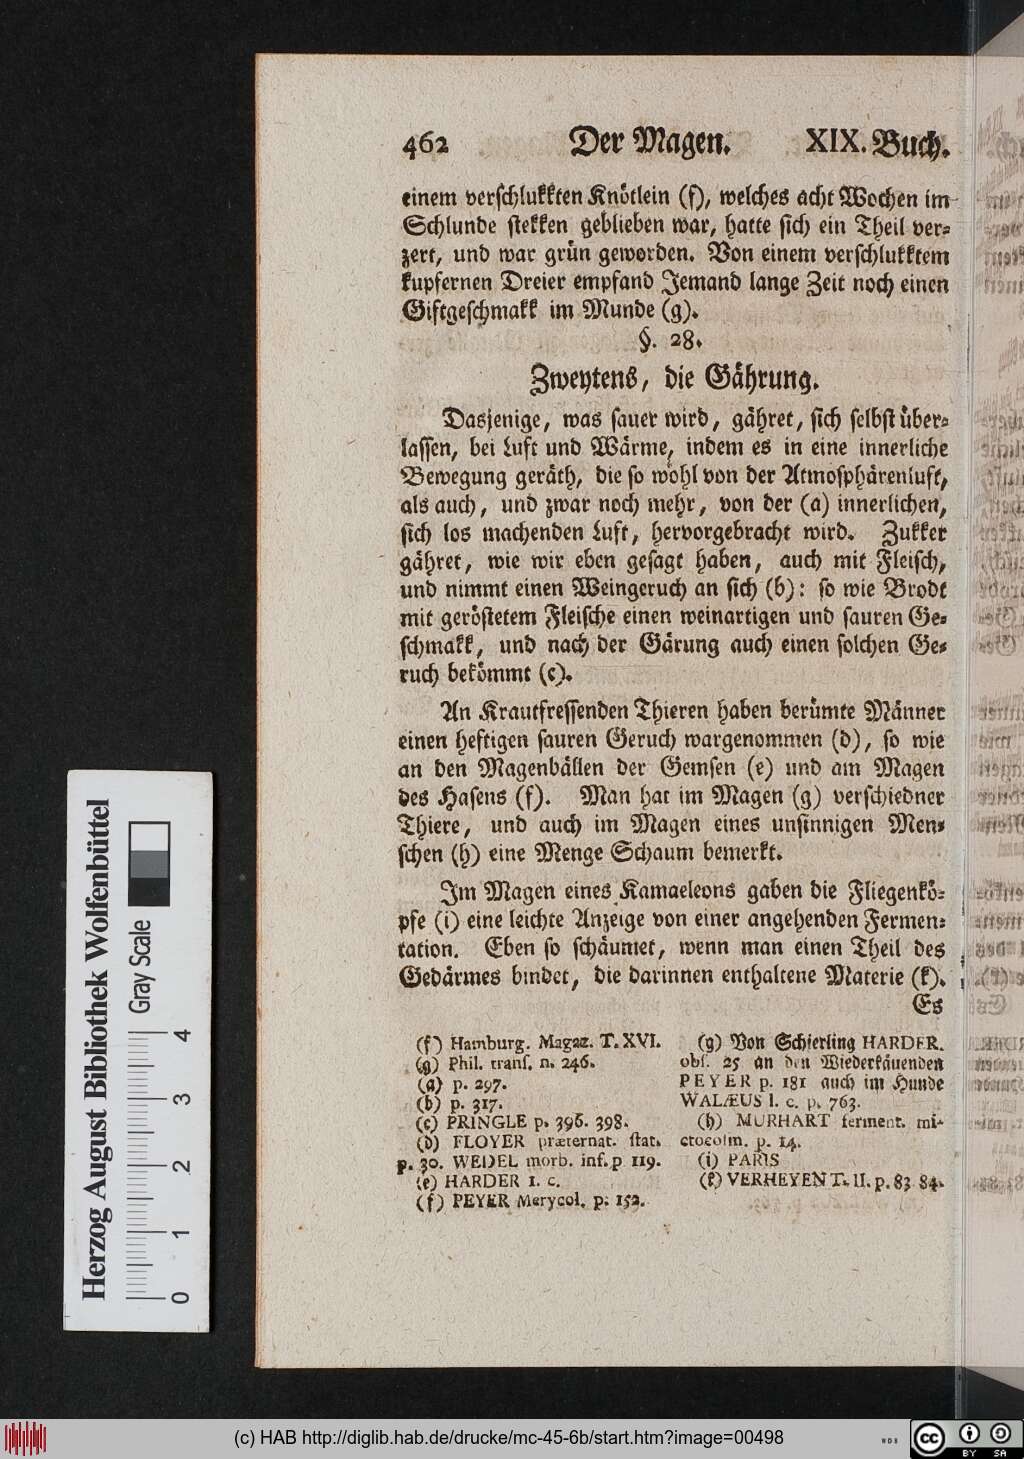 462 Der Magen. XIX. Buch.
einem verschlukkten Knötlein (f), welches acht Wochen im
Schlunde stekken geblieben war, hatte sich ein Theil ver=
zert, und war grün geworden. Von einem verschlukktem
kupfernen Dreier empfand Jemand lange Zeit noch einen
Giftgeschmakk im Munde (g).
§. 28.
Zweytens, die Gährung.
Dasjenige, was sauer wird, gähret, sich selbst über=
lassen, bei Luft und Wärme, indem es in eine innerliche
Bewegung geräth, die so wohl von der Atmosphärenluft,
als auch, und zwar noch mehr, von der (a) innerlichen,
sich los machenden Luft, hervorgebracht wird. Zukker
gähret, wie wir eben gesagt haben, auch mit Fleisch,
und nimmt einen Weingeruch an sich (b): so wie Brodt
mit geröstetem Fleische einen weinartigen und sauren Ge=
schmakk, und nach der Gärung auch einen solchen Ge=
ruch bekömmt (c).
An Krautfressenden Thieren haben berümte Männer
einen heftigen sauren Geruch wargenommen (d), so wie
an den Magenbällen der Gemsen (e) und am Magen
des Hasens (f). Man hat im Magen (g) verschiedner
Thiere, und auch im Magen eines unsinnigen Men=
schen (h) eine Menge Schaum bemerkt.
Im Magen eines Kamaeleons gaben die Fliegenkö=
pfe (i) eine leichte Anzeige von einer angehenden Fermen=
tation. Eben so schäumet, wenn man einen Theil des
Gedärmes bindet, die darinnen enthaltene Materie (k).
Es
(f) Hamburg. Magaz. T. XVI.
(g) Phil. trans. n. 246.
(a) p. 297.
(b) p. 317.
(c) PRINGLE p. 396. 398.
(d) FLOYER præternat. stat.
p. 30. WEDEL morb. inf. p 119.
(e) HARDER l. c.
(f) PEYER Merycol. p. 152.
(g) Von Schierling HARDER.
obs. 25 an den Wiederkäuenden
PEYER p. 181 auch im Hunde
WALÆUS l. c. p. 763.
(h) MURHART ferment. mi-
crocosm. p. 14.
(i) PARIS
(k) VERHEYEN T. II. p. 83 84.
Herzog August Bibliothek Wolfenbüttel
Gray Scale
0 1 2 3 4
(c) HAB http://diglib.hab.de/drucke/mc-45-6b/start.htm?image=00498
WDB
cc BY SA